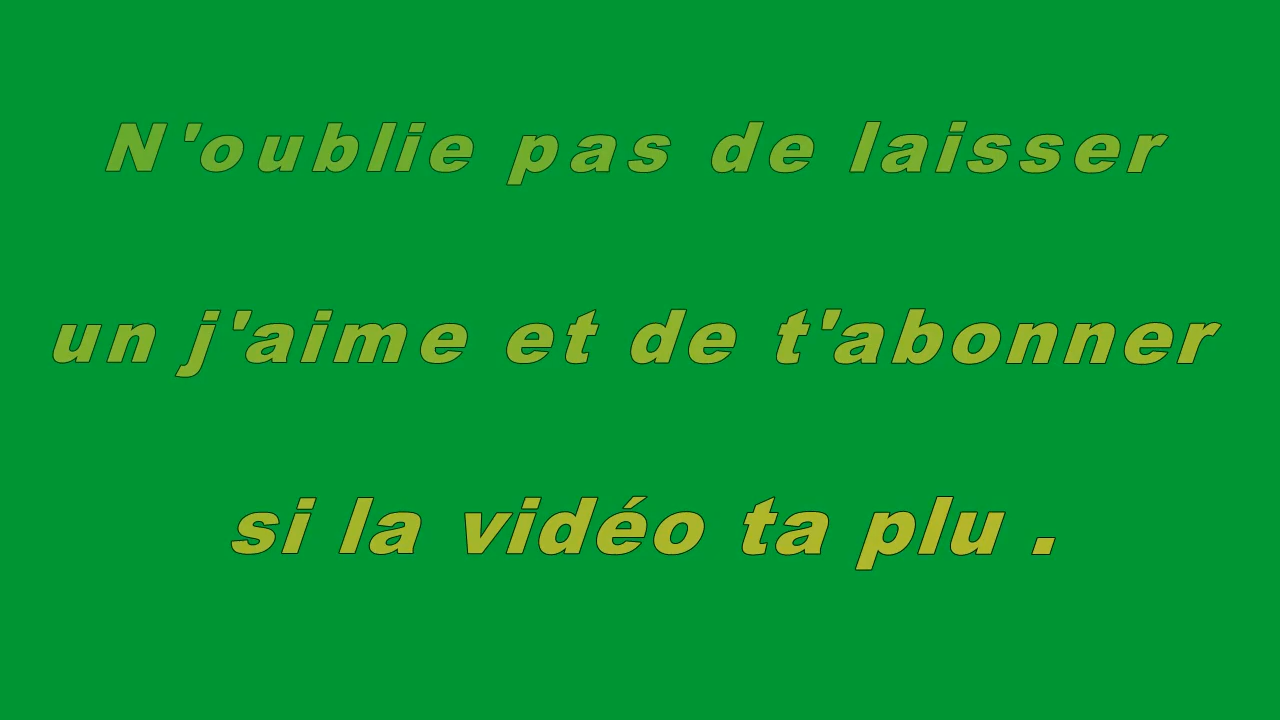 N'oublie pas de laisser
un j'aime et de t'abonner
si la vidéo ta plu .